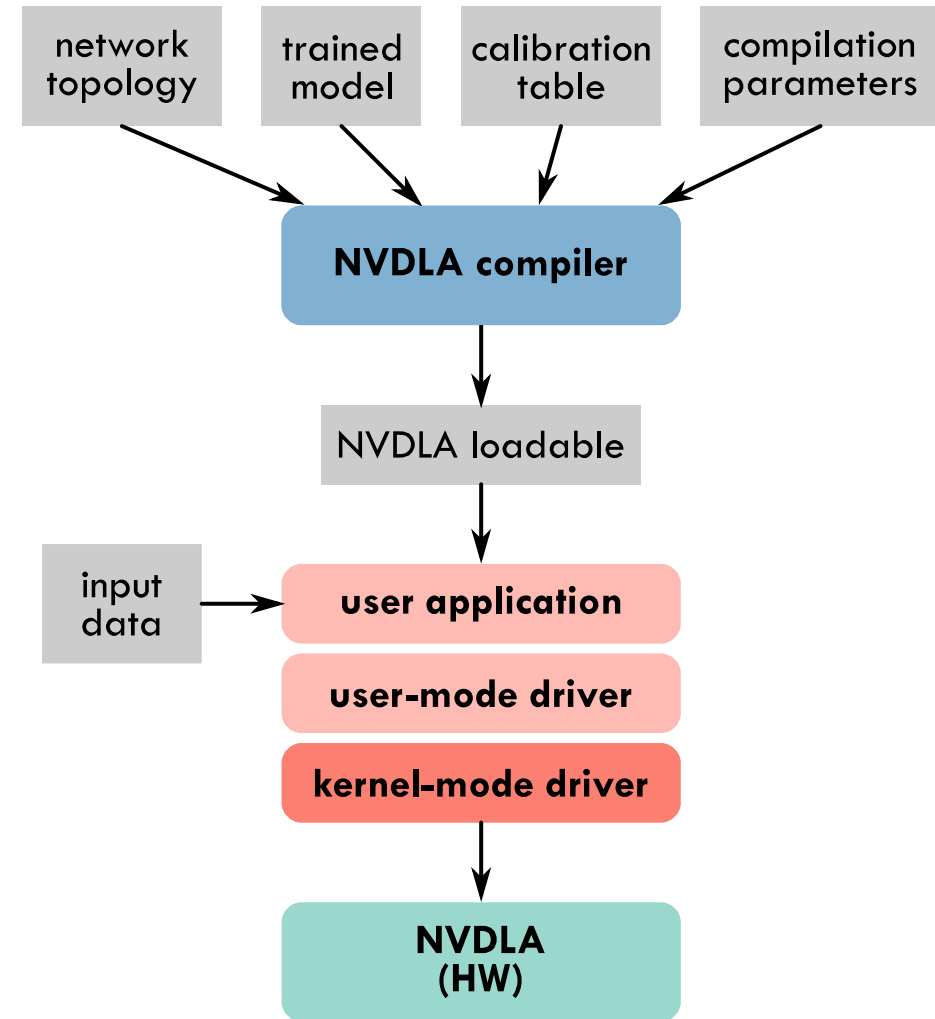 network
topology
trained
model
calibration
table
compilation
parameters
NVDLA compiler
NVDLA loadable
input
data
user application
user-mode driver
kernel-mode driver
NVDLA
(HW)